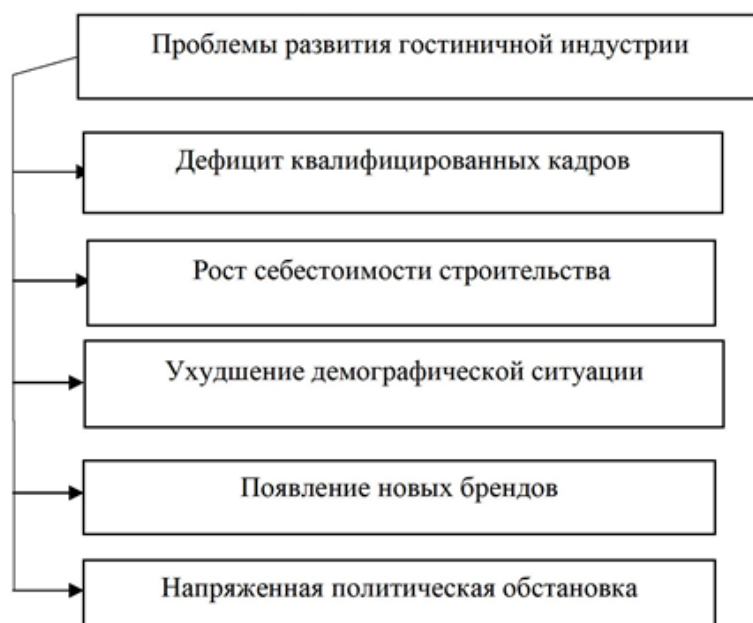 Проблемы развития гостиничной индустрии
Дефицит квалифицированных кадров
Рост себестоимости строительства
Ухудшение демографической ситуации
Появление новых брендов
Напряженная политическая обстановка